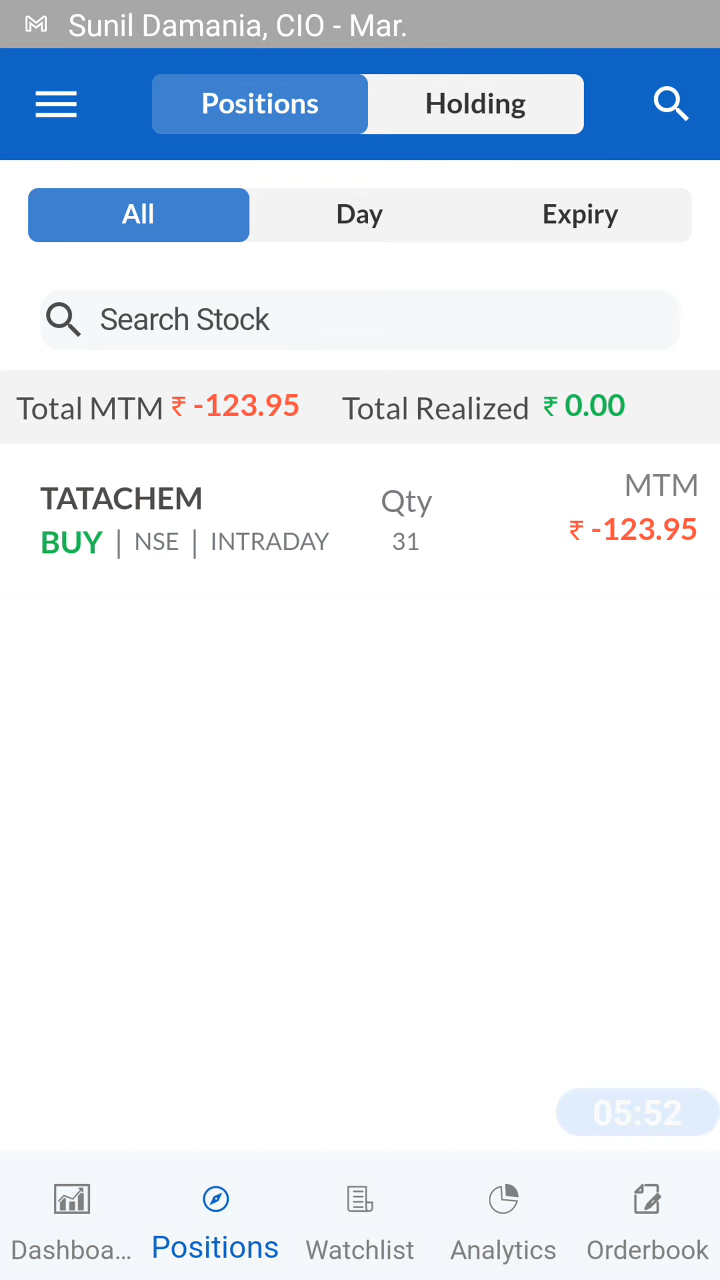 Sunil Damania, CIO - Mar.
Positions Holding
All Day Expiry
Search Stock
Total MTM ₹ -123.95 Total Realized ₹ 0.00
TATACHEM Qty MTM
BUY | NSE | INTRADAY 31 ₹ -123.95
05:52
Dashboa... Positions Watchlist Analytics Orderbook